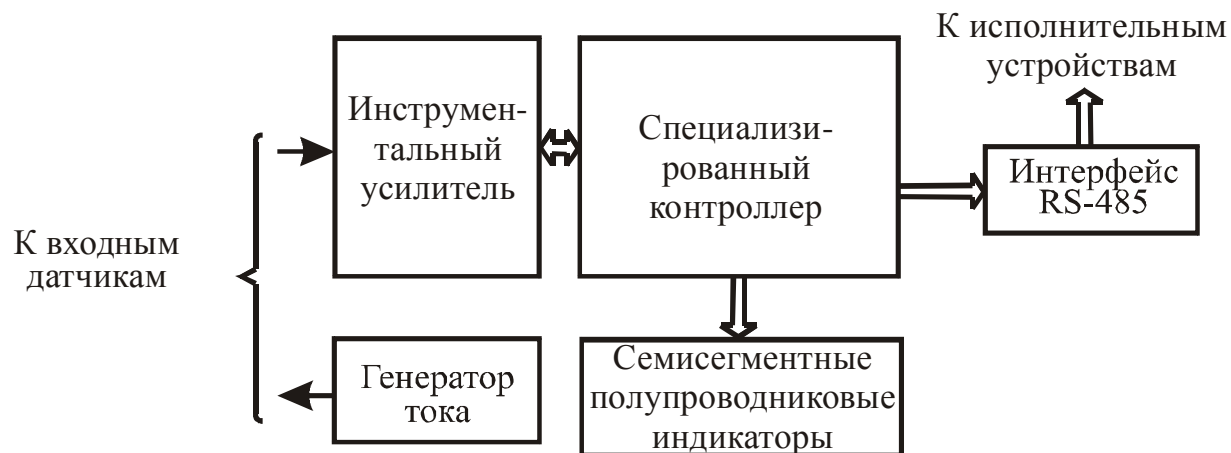 К входным
датчикам
Инструмен-
тальный
усилитель
Генератор
тока
Специализи-
рованный
контроллер
Семисегментные
полупроводниковые
индикаторы
К исполнительным
устройствам
Интерфейс
RS-485